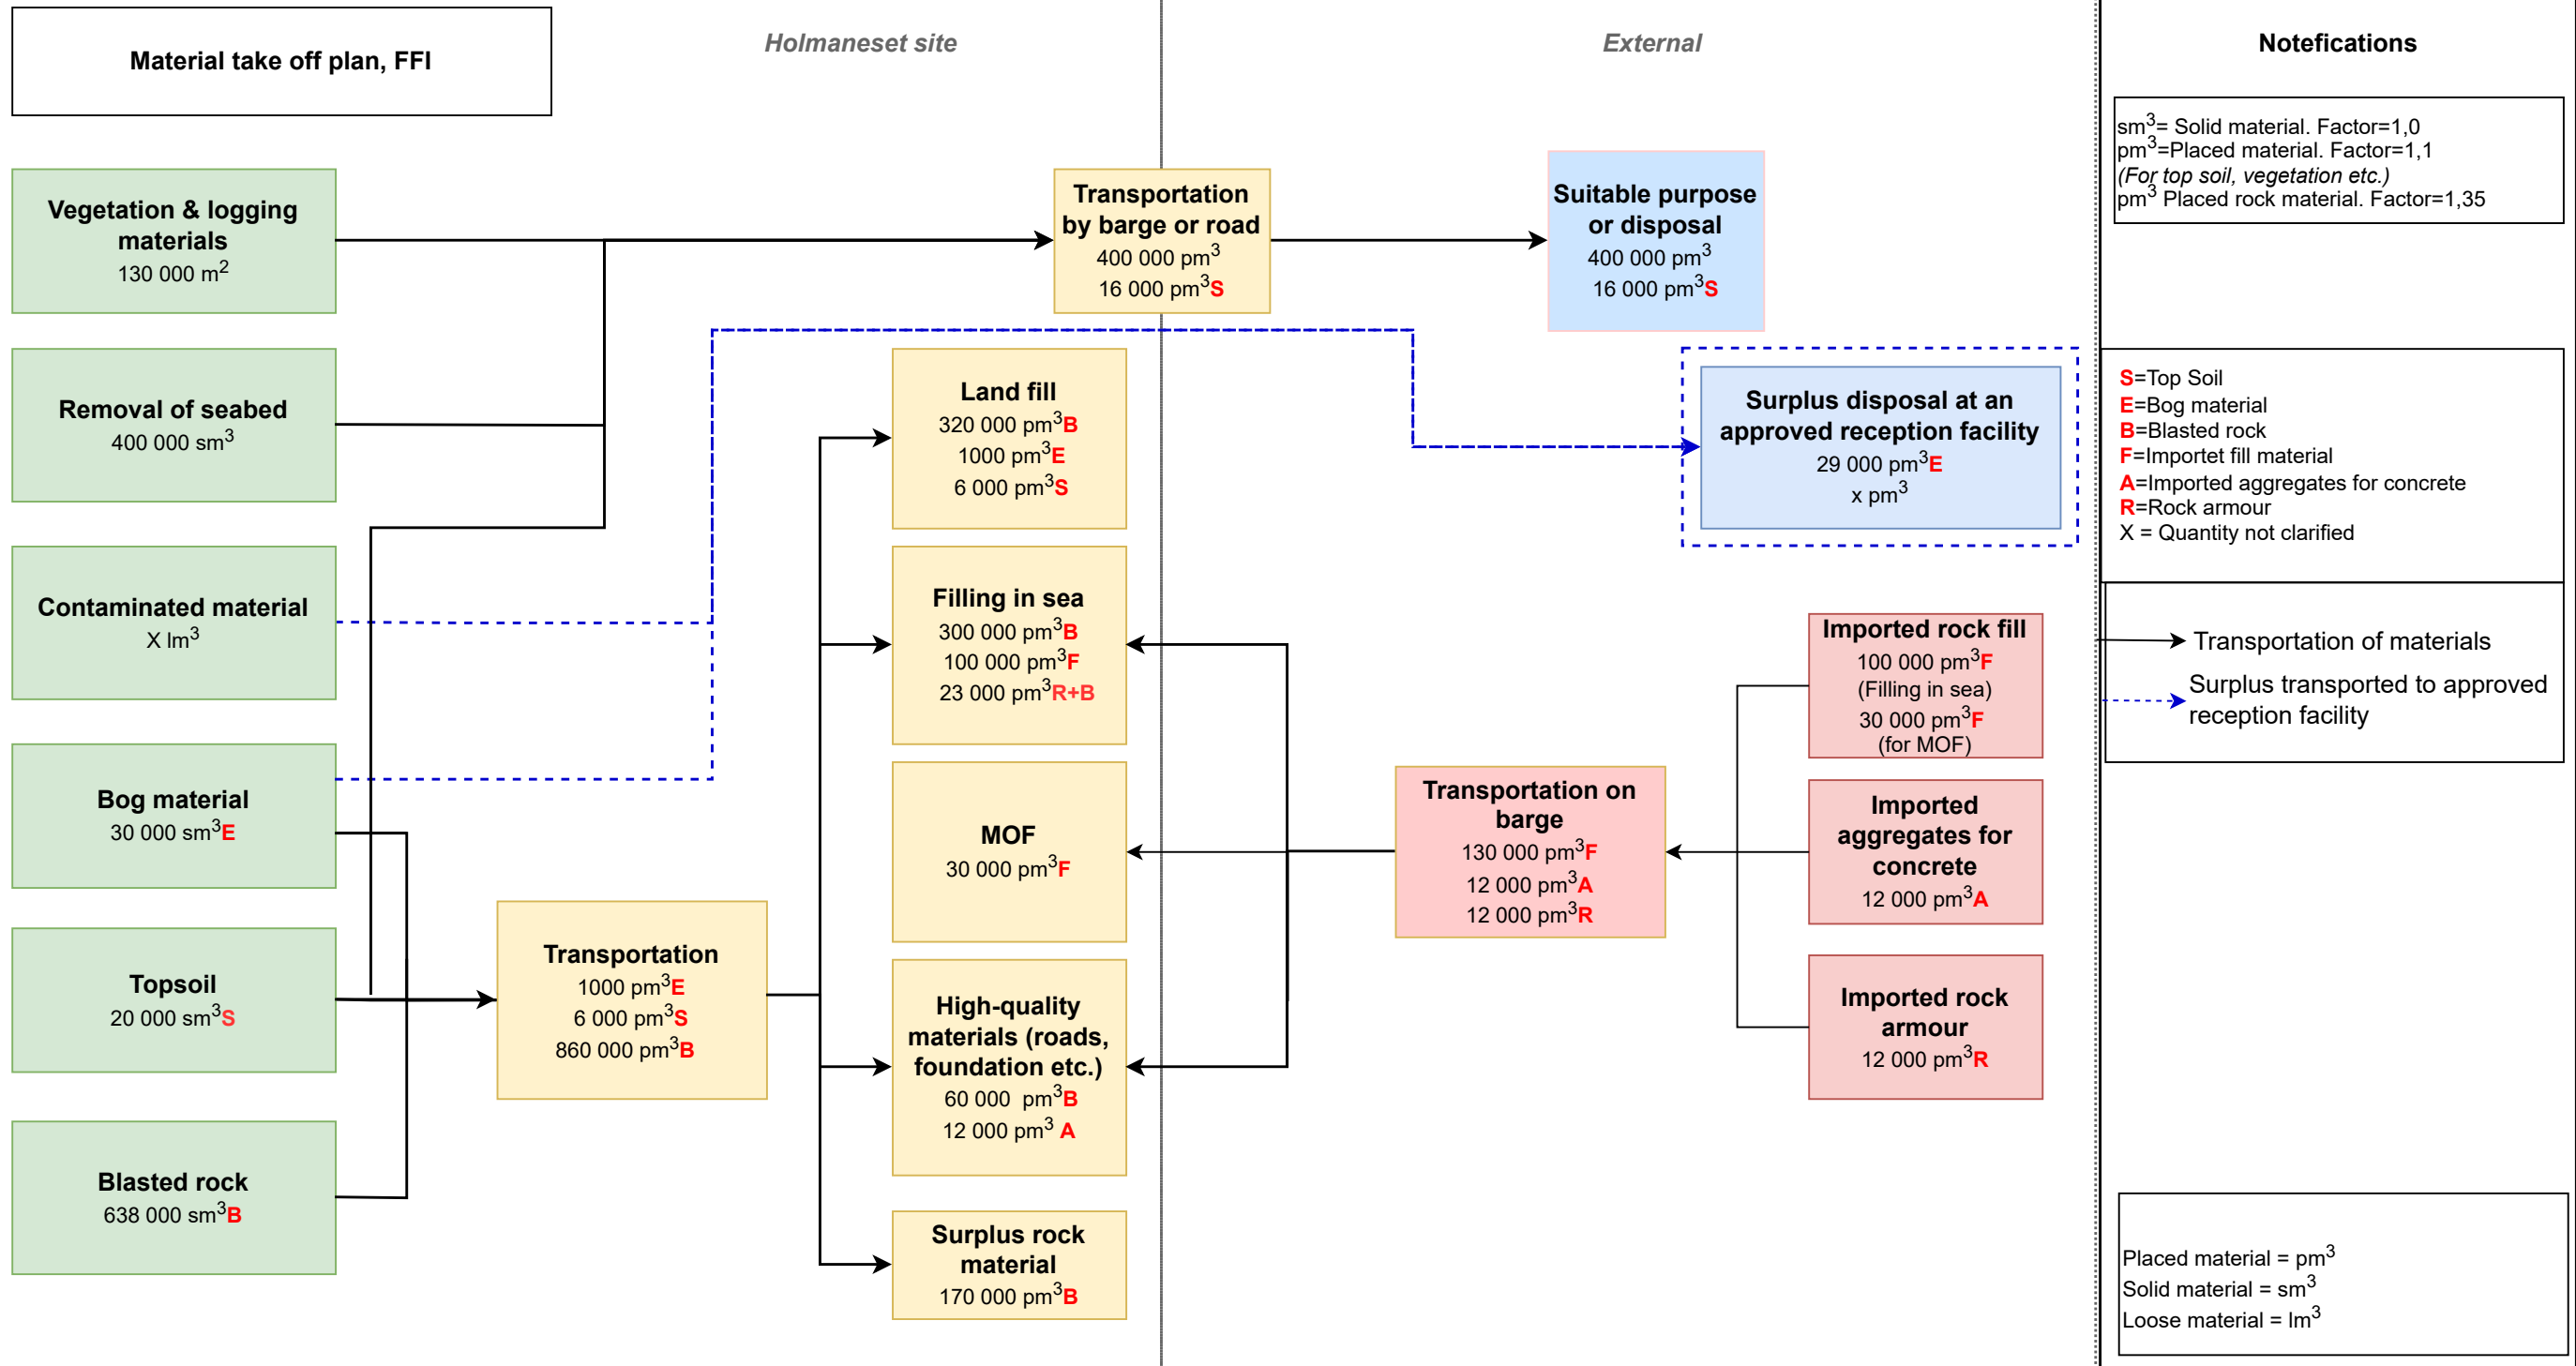 Material take off plan, FFI
Holmaneset site
External
Notefications
sm³= Solid material. Factor=1,0
pm³=Placed material. Factor=1,1
(For top soil, vegetation etc.)
pm³ Placed rock material. Factor=1,35
Vegetation & logging
materials
130 000 m²
Transportation
by barge or road
400 000 pm³
16 000 pm³S
Suitable purpose
or disposal
400 000 pm³
16 000 pm³S
Removal of seabed
400 000 sm³
Land fill
320 000 pm³B
1000 pm³E
6 000 pm³S
Surplus disposal at an
approved reception facility
29 000 pm³E
x pm³
S=Top Soil
E=Bog material
B=Blasted rock
F=Importet fill material
A=Imported aggregates for concrete
R=Rock armour
X = Quantity not clarified
Contaminated material
X lm³
Filling in sea
300 000 pm³B
100 000 pm³F
23 000 pm³R+B
Imported rock fill
100 000 pm³F
(Filling in sea)
30 000 pm³F
(for MOF)
Transportation of materials
Surplus transported to approved
reception facility
Bog material
30 000 sm³E
MOF
30 000 pm³F
Transportation on
barge
130 000 pm³F
12 000 pm³A
12 000 pm³R
Imported
aggregates for
concrete
12 000 pm³A
Topsoil
20 000 sm³S
Transportation
1000 pm³E
6 000 pm³S
860 000 pm³B
High-quality
materials (roads,
foundation etc.)
60 000 pm³B
12 000 pm³ A
Imported rock
armour
12 000 pm³R
Blasted rock
638 000 sm³B
Surplus rock
material
170 000 pm³B
Placed material = pm³
Solid material = sm³
Loose material = lm³